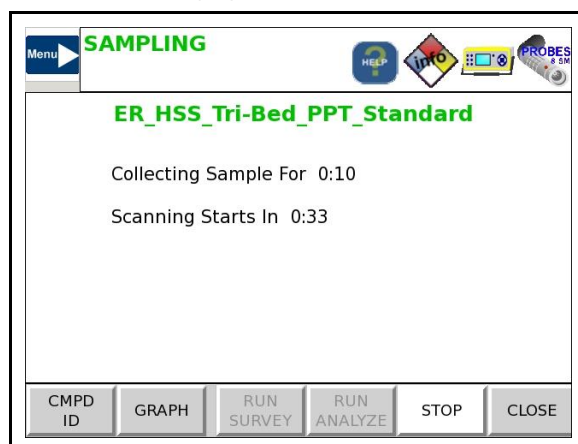 Menu
SAMPLING
HELP
info
PROBES
& SM
ER_HSS_Tri-Bed_PPT_Standard
Collecting Sample For 0:10
Scanning Starts In 0:33
CMPD
ID
GRAPH
RUN
SURVEY
RUN
ANALYZE
STOP
CLOSE